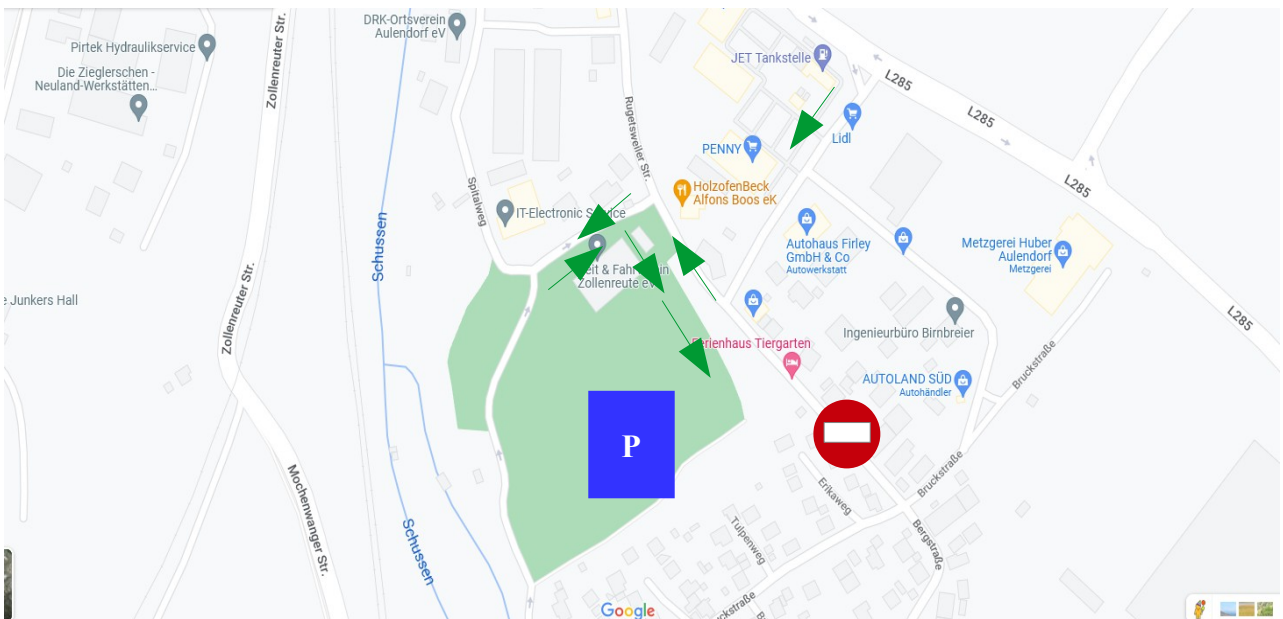 DRK-Ortsverein
Aulendorf eV
Pirtek Hydraulikservice
Die Zieglerschen -
Neuland-Werkstätten...
Zollenreuter Str.
JET Tankstelle
L285
L285
L285
L285
Lidl
PENNY
Rugetsweiler Str.
HolzofenBeck
Alfons Boos eK
Spitalweg
IT-Electronic
Schussen
Autohaus Firley
GmbH & Co
Autowerkstatt
Metzgerei Huber
Aulendorf
Metzgerei
Zollenreute eV
e Junkers Hall
Zollenreuter Str.
Ingenieurbüro Birnbreier
Ferienhaus Tiergarten
AUTOLAND SÜD
Autohändler
Bruckstraße
P
Bruckstraße
Erikaweg
Mochenwanger Str.
Tulpenweg
Bergstraße
Schussen
Google